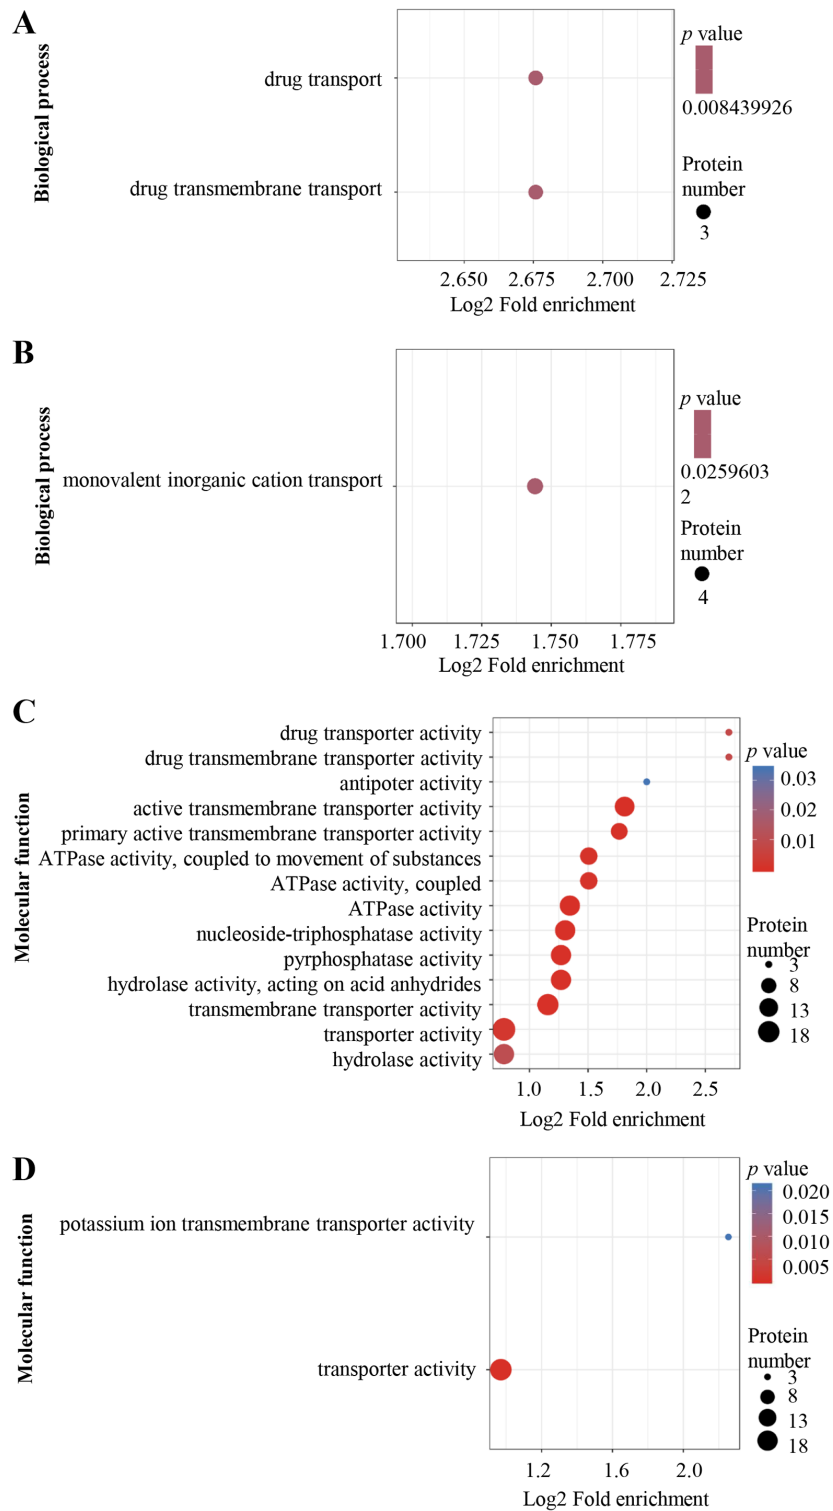 A
Biological process
drug transport
drug transmembrane transport
2.650 2.675 2.700 2.725
Log2 Fold enrichment
p value
0.008439926
Protein
number
3
B
Biological process
monovalent inorganic cation transport
1.700 1.725 1.750 1.775
Log2 Fold enrichment
p value
0.0259603
2
Protein
number
4
C
Molecular function
drug transporter activity
drug transmembrane transporter activity
antipoter activity
active transmembrane transporter activity
primary active transmembrane transporter activity
ATPase activity, coupled to movement of substances
ATPase activity, coupled
ATPase activity
nucleoside-triphosphatase activity
pyrphosphatase activity
hydrolase activity, acting on acid anhydrides
transmembrane transporter activity
transporter activity
hydrolase activity
1.0 1.5 2.0 2.5
Log2 Fold enrichment
p value
0.03
0.02
0.01
Protein
number
3
8
13
18
D
Molecular function
potassium ion transmembrane transporter activity
transporter activity
1.2 1.6 2.0
Log2 Fold enrichment
p value
0.020
0.015
0.010
0.005
Protein
number
3
8
13
18